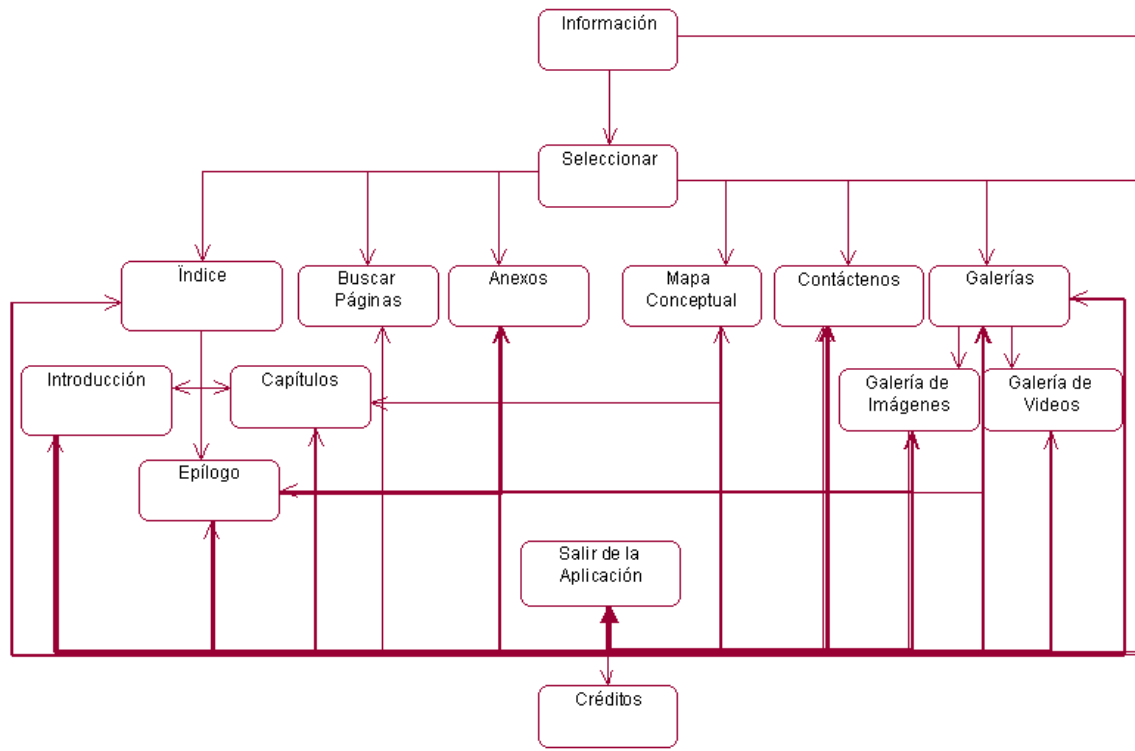 Información
Seleccionar
Ïndice
Buscar
Páginas
Anexos
Mapa
Conceptual
Contáctenos
Galerías
Introducción
Capítulos
Galería de
Imágenes
Galería de
Videos
Epílogo
Salir de la
Aplicación
Créditos